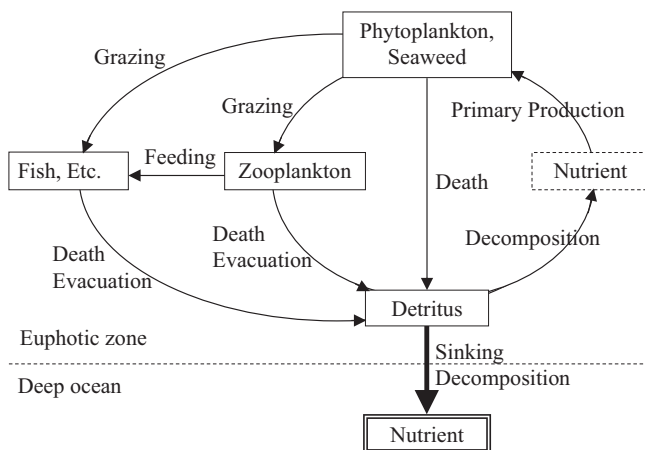 Phytoplankton,
Seaweed
Grazing
Grazing
Primary Production
Fish, Etc.
Feeding
Zooplankton
Nutrient
Death
Death
Evacuation
Death
Evacuation
Decomposition
Detritus
Euphotic zone
Sinking
Decomposition
Deep ocean
Nutrient